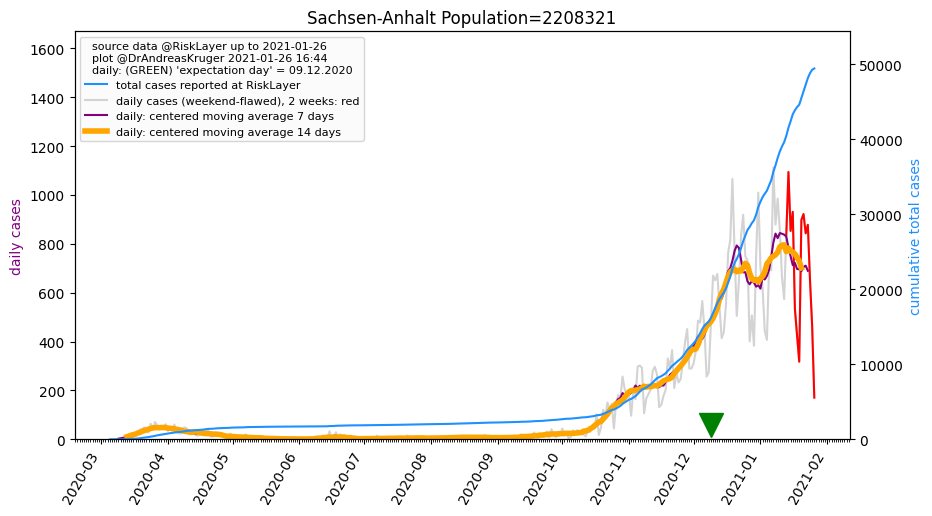 Sachsen-Anhalt Population=2208321
source data @RiskLayer up to 2021-01-26
plot @DrAndreasKruger 2021-01-26 16:44
daily: (GREEN) 'expectation day' = 09.12.2020
total cases reported at RiskLayer
daily cases (weekend-flawed), 2 weeks: red
daily: centered moving average 7 days
daily: centered moving average 14 days
daily cases
1600
1400
1200
1000
800
600
400
200
0
50000
40000
30000
20000
10000
0
cumulative total cases
2020-03
2020-04
2020-05
2020-06
2020-07
2020-08
2020-09
2020-10
2020-11
2020-12
2021-01
2021-02